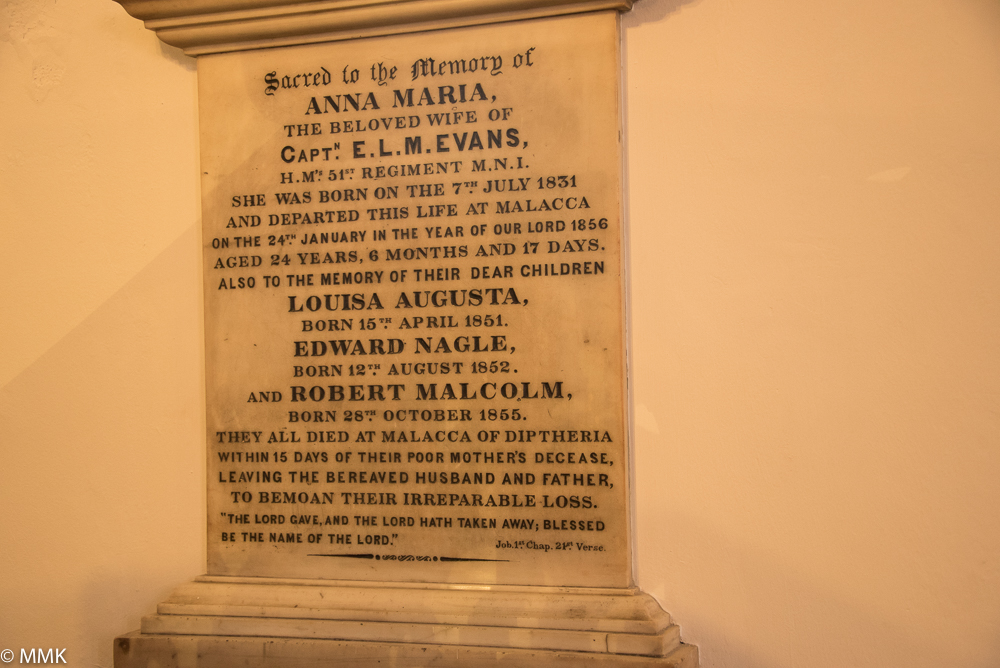 Sacred to the Memory of
ANNA MARIA,
THE BELOVED WIFE OF
CAPTN. E.L.M. EVANS,
H.M'S 51ST. REGIMENT M.N.I.
SHE WAS BORN ON THE 7TH. JULY 1831
AND DEPARTED THIS LIFE AT MALACCA
ON THE 24TH. JANUARY IN THE YEAR OF OUR LORD 1856
AGED 24 YEARS, 6 MONTHS AND 17 DAYS.
ALSO TO THE MEMORY OF THEIR DEAR CHILDREN
LOUISA AUGUSTA,
BORN 15TH. APRIL 1851.
EDWARD NAGLE,
BORN 12TH. AUGUST 1852.
AND ROBERT MALCOLM,
BORN 28TH. OCTOBER 1855.
THEY ALL DIED AT MALACCA OF DIPTHERIA
WITHIN 15 DAYS OF THEIR POOR MOTHER'S DECEASE,
LEAVING THE BEREAVED HUSBAND AND FATHER,
TO BEMOAN THEIR IRREPARABLE LOSS.
"THE LORD GAVE, AND THE LORD HATH TAKEN AWAY; BLESSED
BE THE NAME OF THE LORD."
Job. 1st. Chap. 21st. Verse.
© MMK